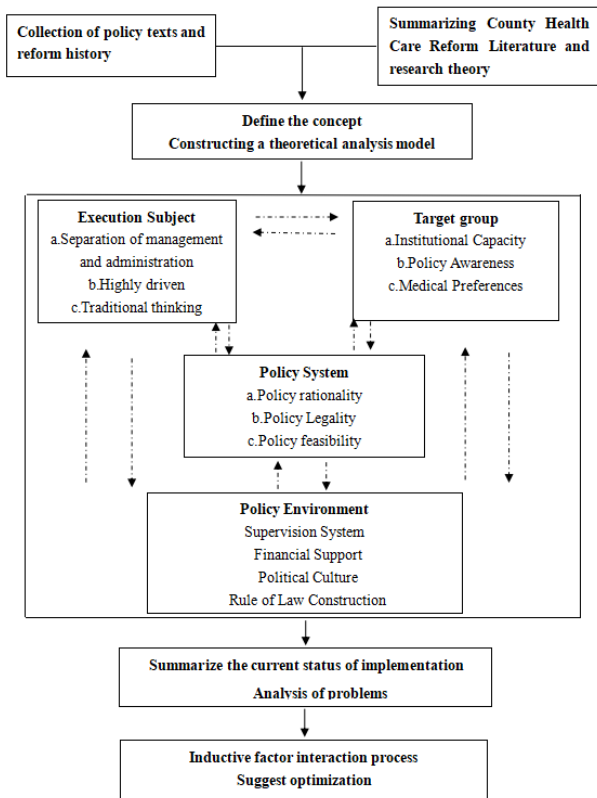 Collection of policy texts and
reform history
Summarizing County Health
Care Reform Literature and
research theory
Define the concept
Constructing a theoretical analysis model
Execution Subject
a.Separation of management
and administration
b.Highly driven
c.Traditional thinking
Target group
a.Institutional Capacity
b.Policy Awareness
c.Medical Preferences
Policy System
a.Policy rationality
b.Policy Legality
c.Policy feasibility
Policy Environment
Supervision System
Financial Support
Political Culture
Rule of Law Construction
Summarize the current status of implementation
Analysis of problems
Inductive factor interaction process
Suggest optimization